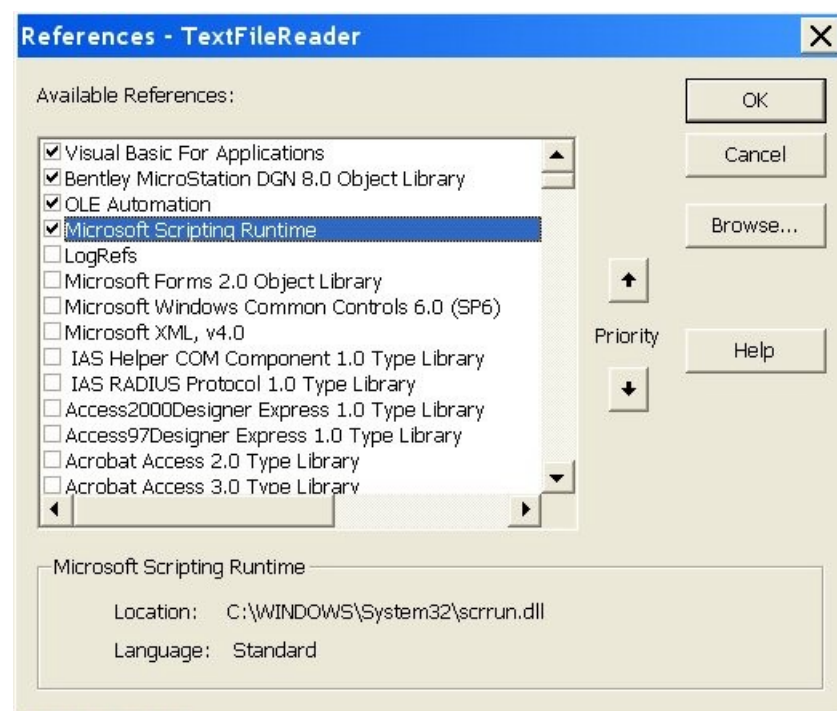 References - TextFileReader
Available References:
Visual Basic For Applications
Bentley MicroStation DGN 8.0 Object Library
OLE Automation
Microsoft Scripting Runtime
LogRefs
Microsoft Forms 2.0 Object Library
Microsoft Windows Common Controls 6.0 (SP6)
Microsoft XML, v4.0
IAS Helper COM Component 1.0 Type Library
IAS RADIUS Protocol 1.0 Type Library
Access2000Designer Express 1.0 Type Library
Access97Designer Express 1.0 Type Library
Acrobat Access 2.0 Type Library
Acrobat Access 3.0 Type Library
Priority
OK
Cancel
Browse...
Help
Microsoft Scripting Runtime
Location: C:\WINDOWS\System32\scrrun.dll
Language: Standard